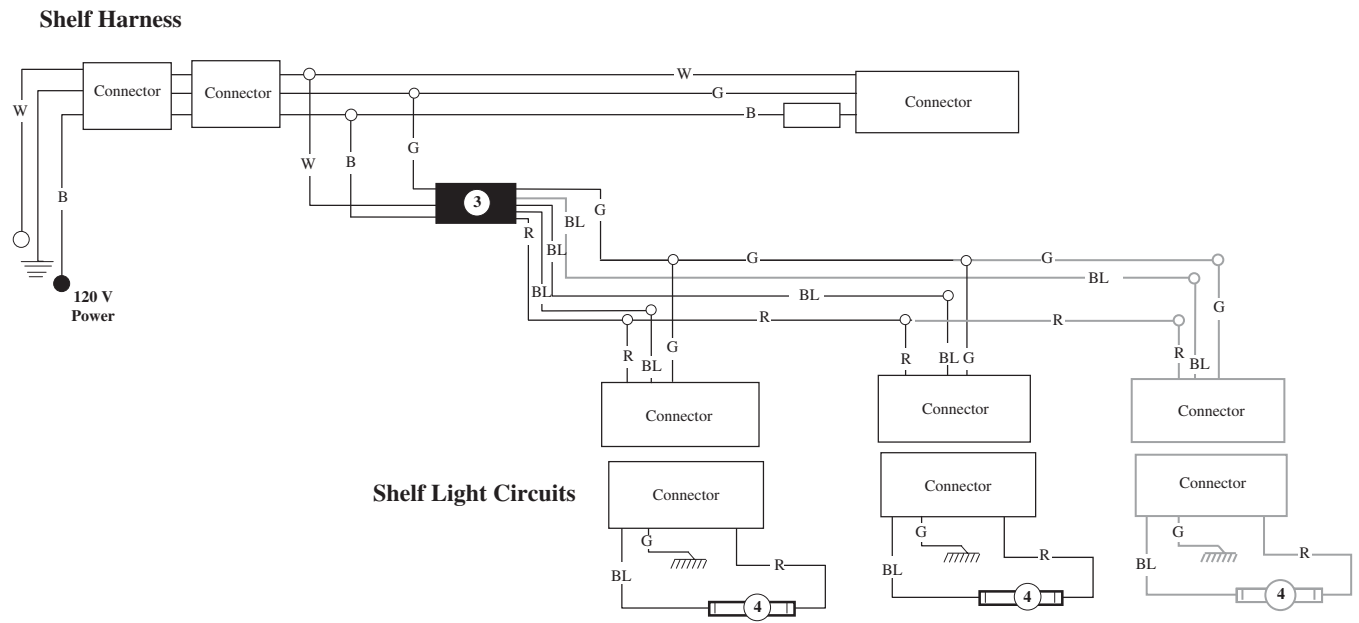 Shelf Harness
W
Connector
Connector
W
G
B
Connector
W
B
G
B
3
R
BL
BL
G
BL
120 V
Power
G
G
BL
BL
R
R
G
R
BL
G
R
BL G
R
BL
Connector
Connector
Connector
Shelf Light Circuits
Connector
Connector
Connector
G
BL
R
4
G
BL
R
4
G
BL
R
4